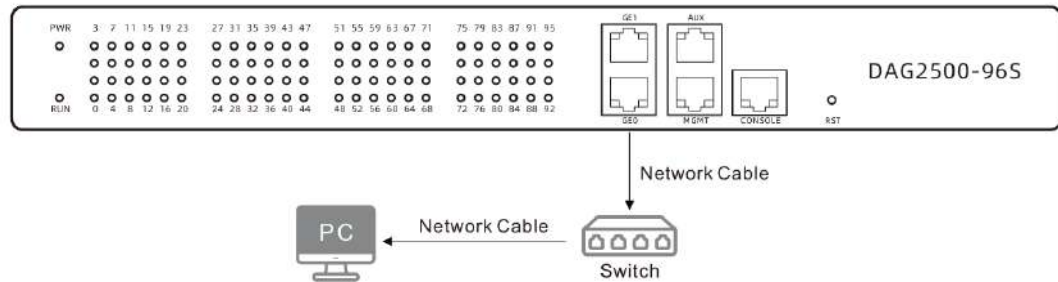 GE1 AUX
PWR 3 7 11 15 19 23 27 31 35 39 43 47 51 55 59 63 67 71 75 79 83 87 91 95
DAG2500-96S
RUN 0 4 8 12 16 20 24 28 32 36 40 44 48 52 56 60 64 68 72 76 80 84 88 92 GE0 MGMT CONSOLE RST
Network Cable
PC Network Cable
Switch